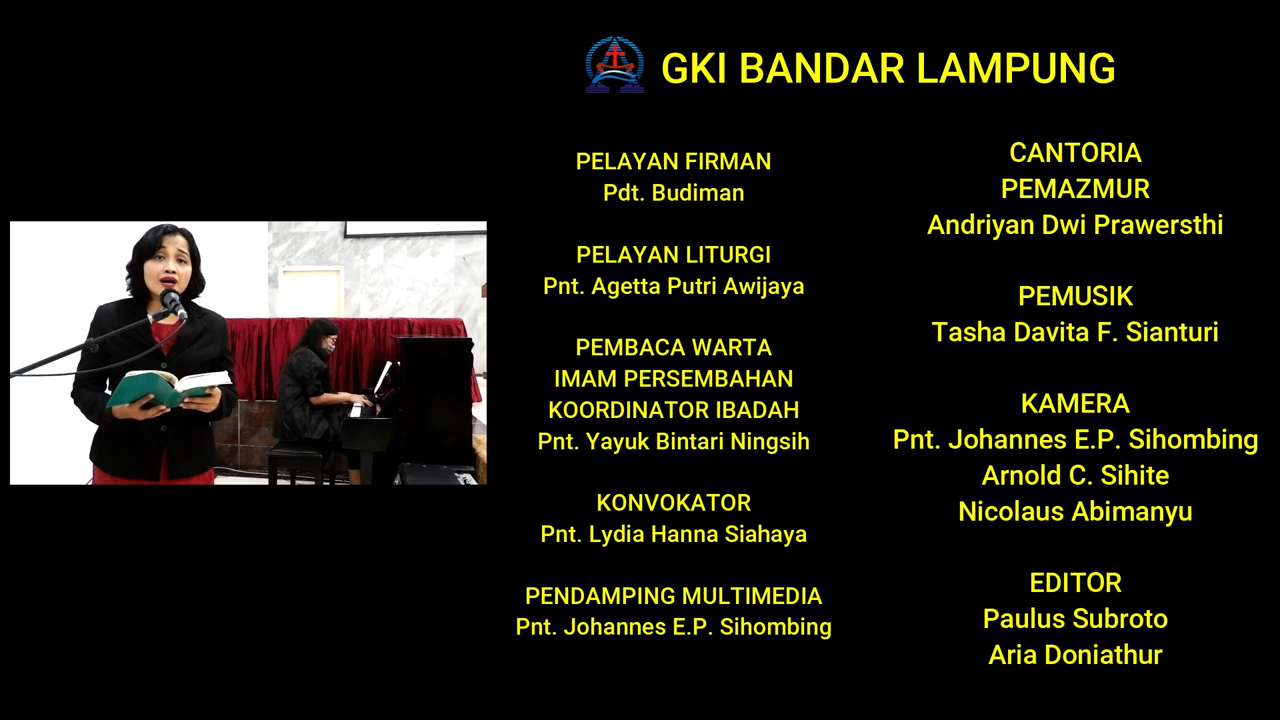 GKI BANDAR LAMPUNG
PELAYAN FIRMAN
Pdt. Budiman
PELAYAN LITURGI
Pnt. Agetta Putri Awijaya
PEMBACA WARTA
IMAM PERSEMBAHAN
KOORDINATOR IBADAH
Pnt. Yayuk Bintari Ningsih
KONVOKATOR
Pnt. Lydia Hanna Siahaya
PENDAMPING MULTIMEDIA
Pnt. Johannes E.P. Sihombing
CANTORIA
PEMAZMUR
Andriyan Dwi Prawersthi
PEMUSIK
Tasha Davita F. Sianturi
KAMERA
Pnt. Johannes E.P. Sihombing
Arnold C. Sihite
Nicolaus Abimanyu
EDITOR
Paulus Subroto
Aria Doniathur